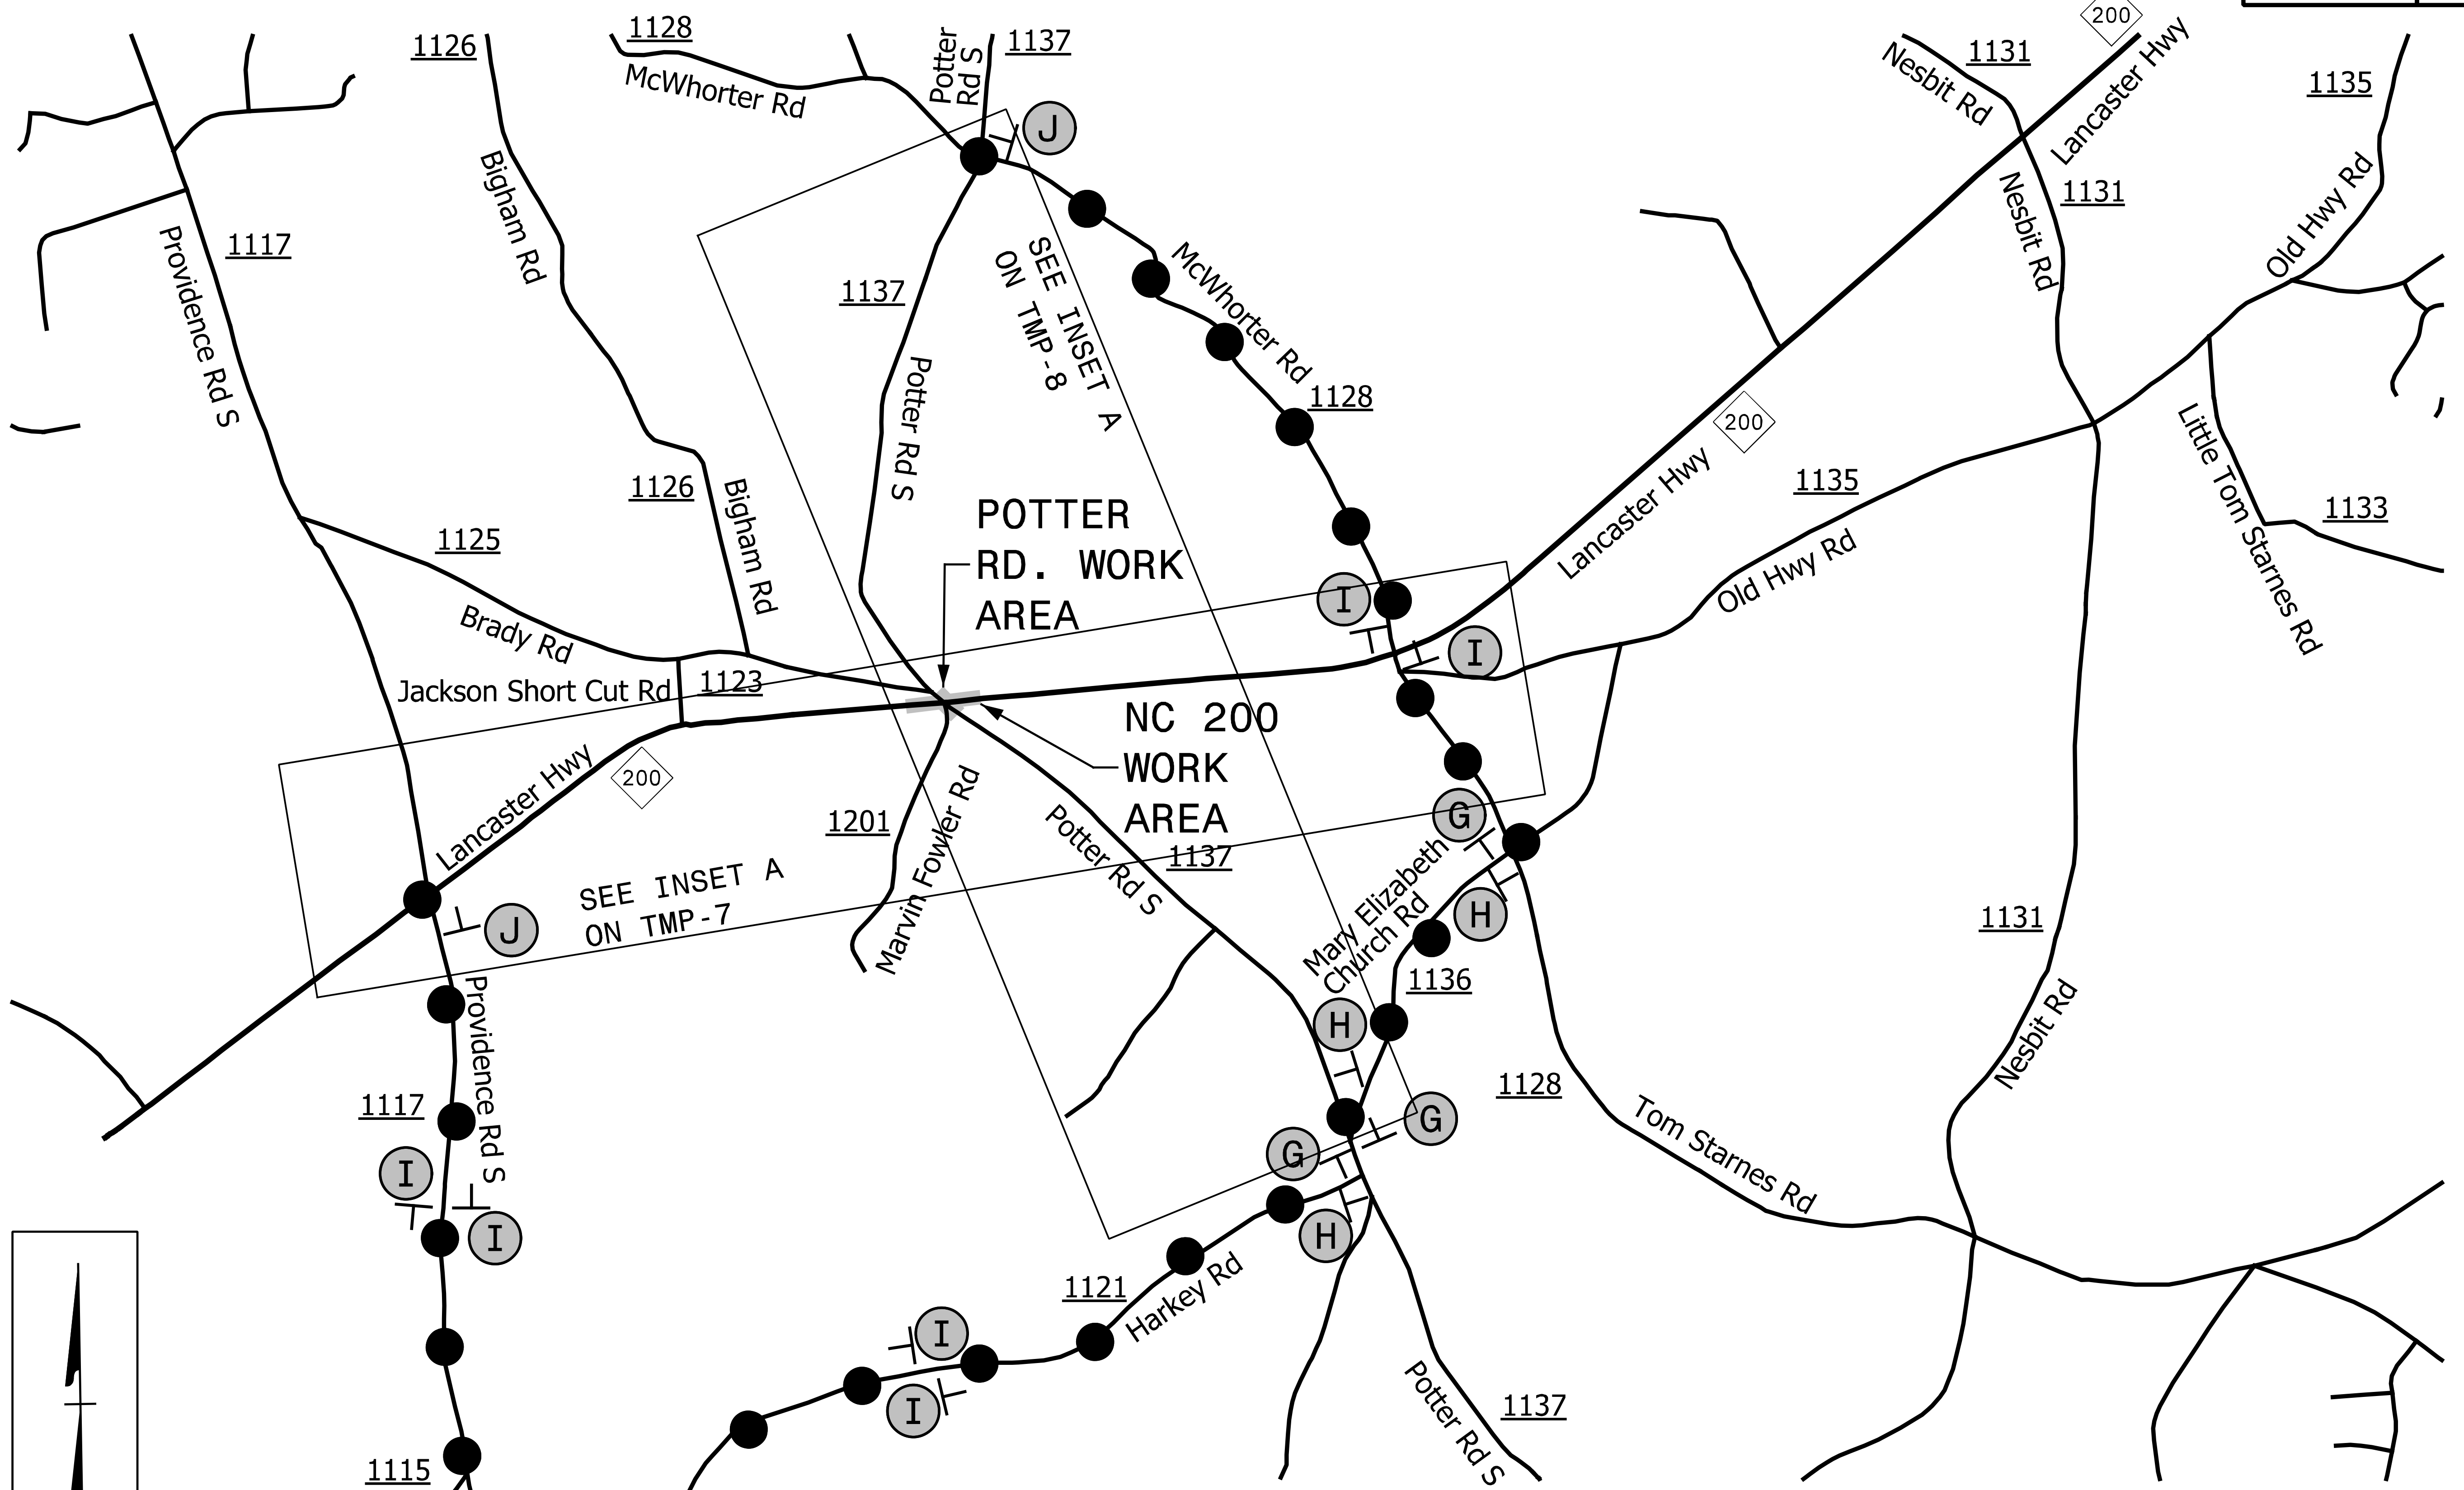 200
1128
1126
1137
Potter
Rd S
1131
Nesbit Rd
Lancaster Hwy
1135
McWhorter Rd
J
Bigham Rd
1131
Nesbit Rd
Old Hwy Rd
1117
Providence Rd S
1137
SEE INSET A
ON TMP-8
McWhorter Rd
1128
200
Potter Rd S
Little Tom Starnes Rd
1126
Bigham Rd
1135
Lancaster Hwy
1133
1125
POTTER
RD. WORK
AREA
Old Hwy Rd
I
I
Brady Rd
Jackson Short Cut Rd
1123
NC 200
WORK
AREA
200
Lancaster Hwy
1201
Marvin Fowler Rd
Potter Rd S
1137
G
SEE INSET A
ON TMP-7
Mary Elizabeth
Church Rd
H
1131
J
1136
Providence Rd S
H
Nesbit Rd
1117
1128
G
Tom Starnes Rd
G
I
I
H
1121
Harkey Rd
I
I
Potter Rd S
1137
1115